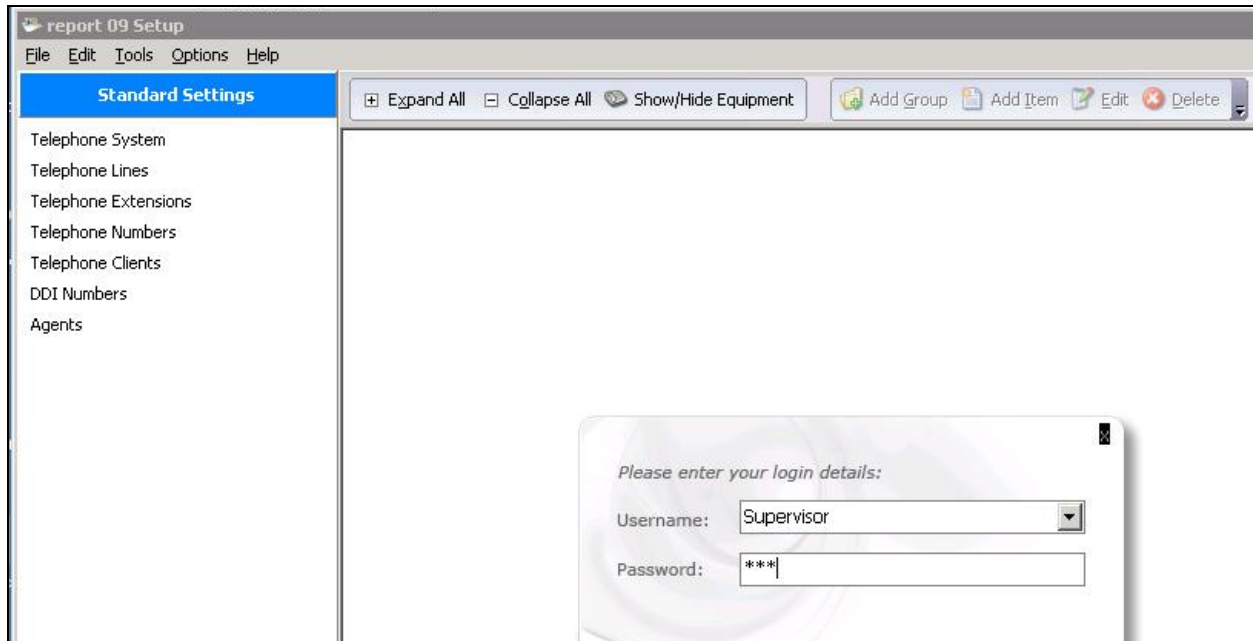 report 09 Setup
File Edit Tools Options Help
Standard Settings
Expand All Collapse All Show/Hide Equipment Add Group Add Item Edit Delete
Telephone System
Telephone Lines
Telephone Extensions
Telephone Numbers
Telephone Clients
DDI Numbers
Agents
x
Please enter your login details:
Username: Supervisor
Password: ***